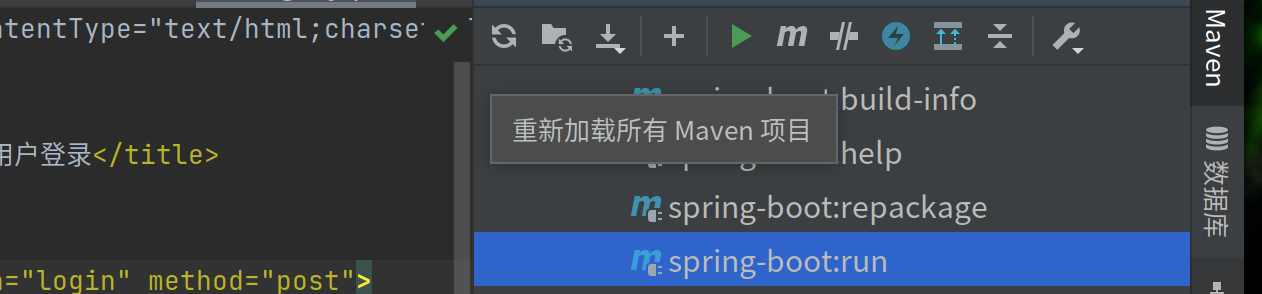 ntentType="text/html;charset
build-info
重新加载所有 Maven 项目
用户登录</title>
help
spring-boot:repackage
="login" method="post">
spring-boot:run
Maven
数据库